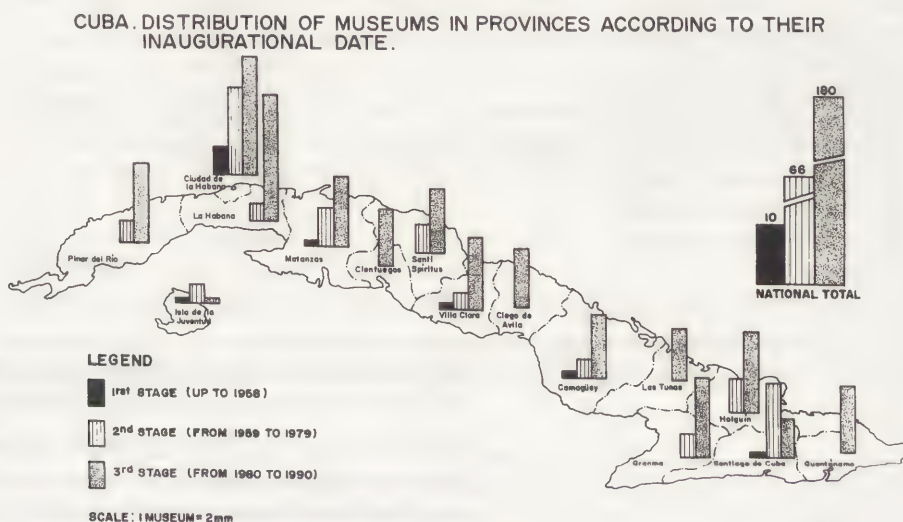 CUBA. DISTRIBUTION OF MUSEUMS IN PROVINCES ACCORDING TO THEIR
INAUGURATIONAL DATE.
180
66
10
NATIONAL TOTAL
Ciudad de
la Habana
La Habana
Pinar del Río
Matanzas
Cienfuegos
Santi
Spiritus
Isla de la
Juventud
Villa Clara
Ciego de
Avila
Camagüey
Las Tunas
Holguin
Granma
Santiago de Cuba
Guantánamo
LEGEND
1rst STAGE (UP TO 1958)
2nd STAGE (FROM 1959 TO 1979)
3rd STAGE (FROM 1980 TO 1990)
SCALE: 1 MUSEUM = 2mm